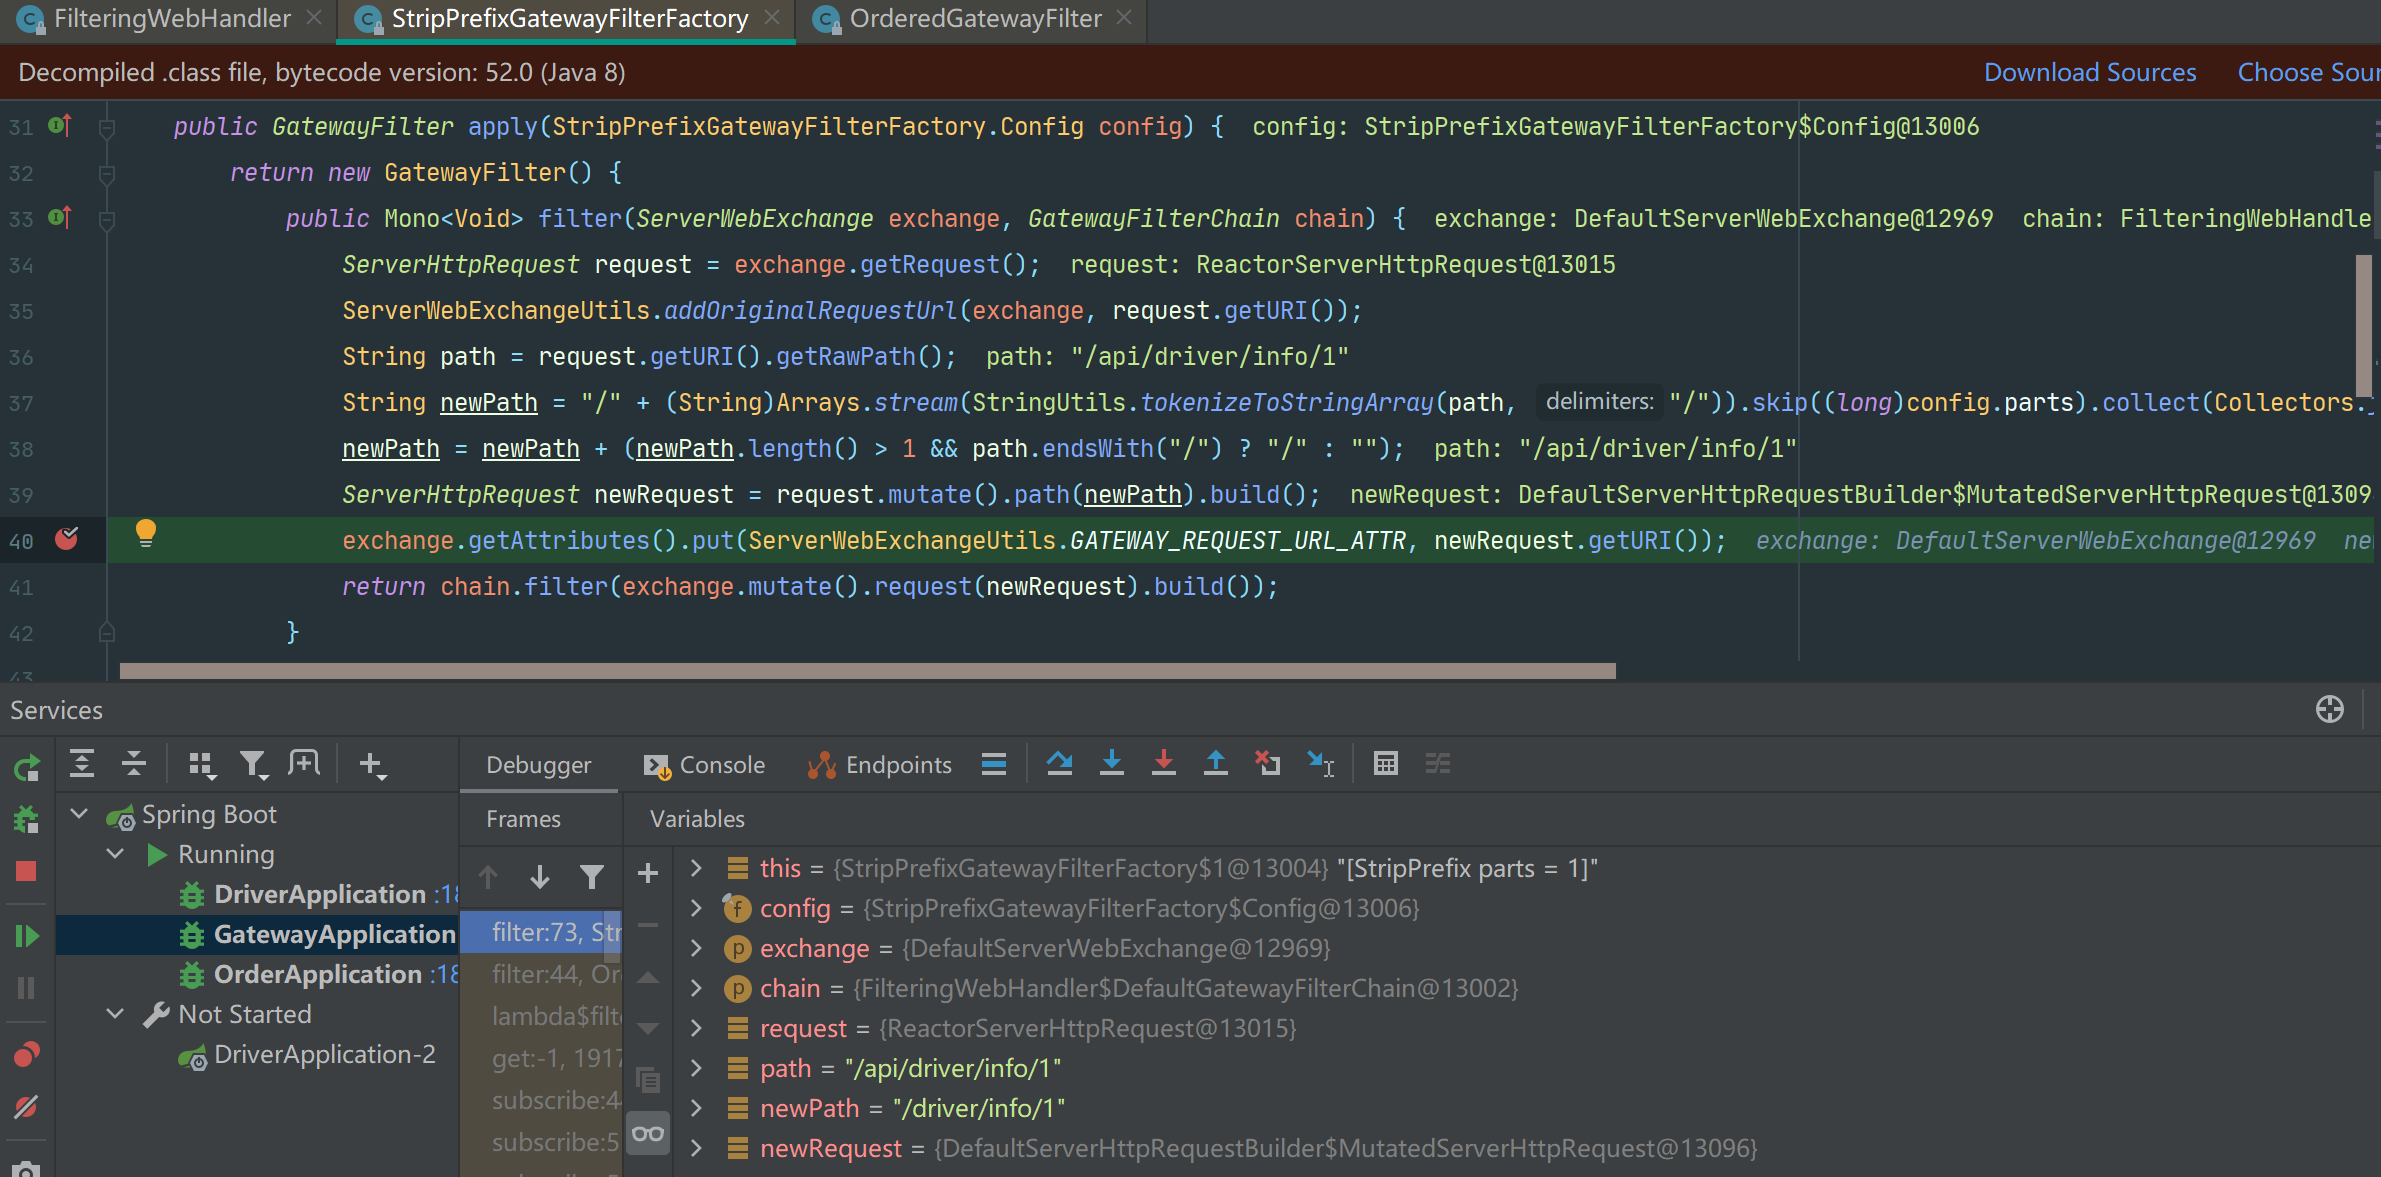 FilteringWebHandler StripPrefixGatewayFilterFactory OrderedGatewayFilter
Decompiled .class file, bytecode version: 52.0 (Java 8) Download Sources Choose Sour
31 public GatewayFilter apply(StripPrefixGatewayFilterFactory.Config config) { config: StripPrefixGatewayFilterFactory$Config@13006
32 return new GatewayFilter() {
33 public Mono<Void> filter(ServerWebExchange exchange, GatewayFilterChain chain) { exchange: DefaultServerWebExchange@12969 chain: FilteringWebHandle
34 ServerHttpRequest request = exchange.getRequest(); request: ReactorServerHttpRequest@13015
35 ServerWebExchangeUtils.addOriginalRequestUrl(exchange, request.getURI());
36 String path = request.getURI().getRawPath(); path: "/api/driver/info/1"
37 String newPath = "/" + (String)Arrays.stream(StringUtils.tokenizeToStringArray(path, delimiters: "/")).skip((long)config.parts).collect(Collectors.j
38 newPath = newPath + (newPath.length() > 1 && path.endsWith("/") ? "/" : ""); path: "/api/driver/info/1"
39 ServerHttpRequest newRequest = request.mutate().path(newPath).build(); newRequest: DefaultServerHttpRequestBuilder$MutatedServerHttpRequest@1309
40 exchange.getAttributes().put(ServerWebExchangeUtils.GATEWAY_REQUEST_URL_ATTR, newRequest.getURI()); exchange: DefaultServerWebExchange@12969 ne
41 return chain.filter(exchange.mutate().request(newRequest).build());
42 }
43
Services
Debugger Console Endpoints
Spring Boot
Running
DriverApplication :18
GatewayApplication
OrderApplication :18
Not Started
DriverApplication-2
Frames
filter:73, Str
filter:44, Or
lambda$filte
get:-1, 1917
subscribe:44
subscribe:5
Variables
this = {StripPrefixGatewayFilterFactory$1@13004} "[StripPrefix parts = 1]"
config = {StripPrefixGatewayFilterFactory$Config@13006}
exchange = {DefaultServerWebExchange@12969}
chain = {FilteringWebHandler$DefaultGatewayFilterChain@13002}
request = {ReactorServerHttpRequest@13015}
path = "/api/driver/info/1"
newPath = "/driver/info/1"
newRequest = {DefaultServerHttpRequestBuilder$MutatedServerHttpRequest@13096}